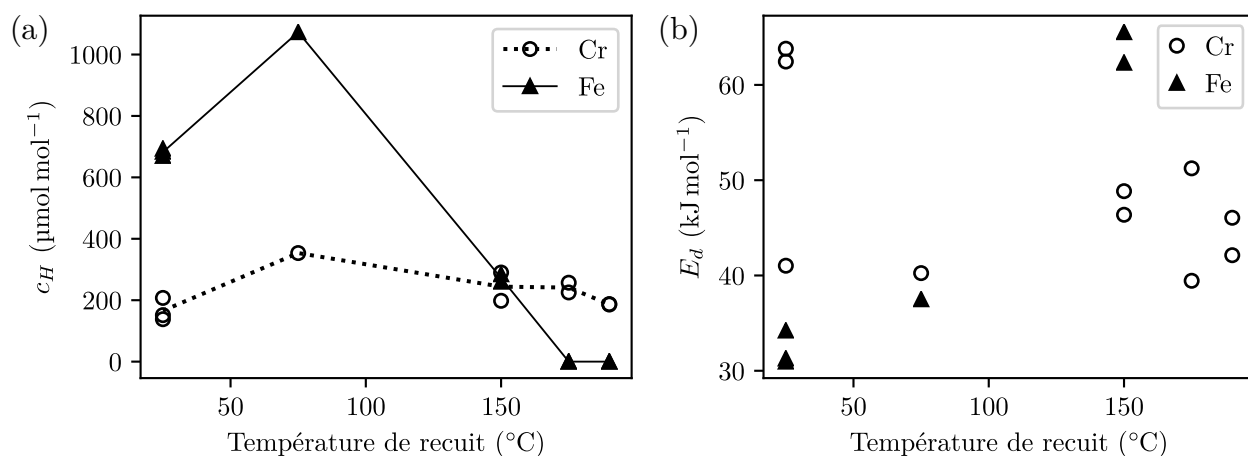 (a)
1000
800
600
400
200
0
c_H (µmol mol⁻¹)
Cr
Fe
50
100
150
Température de recuit (°C)
(b)
60
50
40
30
E_d (kJ mol⁻¹)
Cr
Fe
50
100
150
Température de recuit (°C)